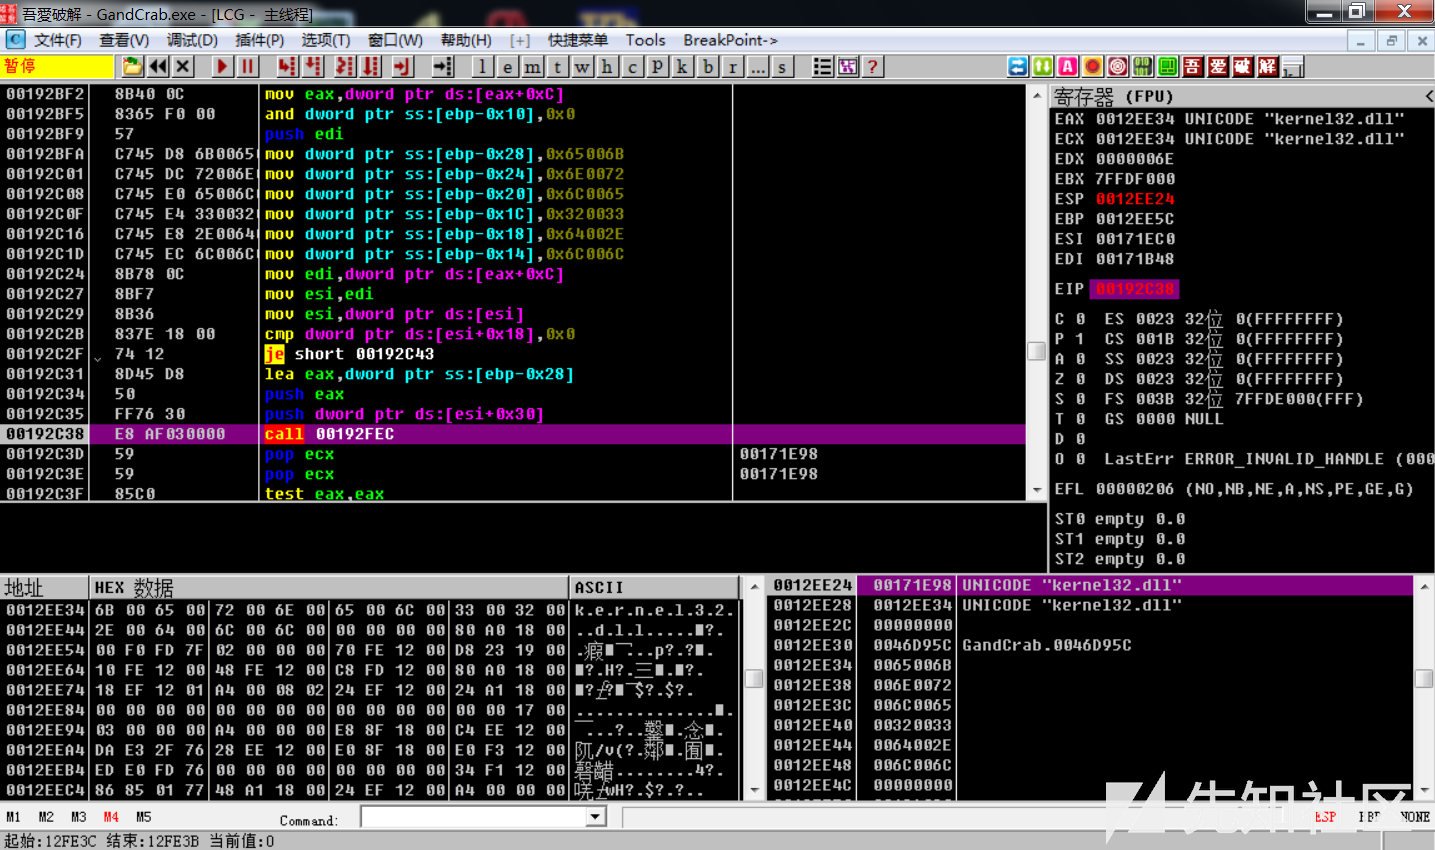 吾愛破解 - GandCrab.exe - [LCG - 主线程]
C 文件(F) 查看(V) 调试(D) 插件(P) 选项(T) 窗口(W) 帮助(H) [+] 快捷菜单 Tools BreakPoint->
暂停 l e m t w h c P k b r ... s ? A 吾 爱 破 解
00192BF2 8B40 0C mov eax,dword ptr ds:[eax+0xC]
00192BF5 8365 F0 00 and dword ptr ss:[ebp-0x10],0x0
00192BF9 57 push edi
00192BFA C745 D8 6B0065 mov dword ptr ss:[ebp-0x28],0x65006B
00192C01 C745 DC 72006E mov dword ptr ss:[ebp-0x24],0x6E0072
00192C08 C745 E0 65006C mov dword ptr ss:[ebp-0x20],0x6C0065
00192C0F C745 E4 330032 mov dword ptr ss:[ebp-0x1C],0x320033
00192C16 C745 E8 2E0064 mov dword ptr ss:[ebp-0x18],0x64002E
00192C1D C745 EC 6C006C mov dword ptr ss:[ebp-0x14],0x6C006C
00192C24 8B78 0C mov edi,dword ptr ds:[eax+0xC]
00192C27 8BF7 mov esi,edi
00192C29 8B36 mov esi,dword ptr ds:[esi]
00192C2B 837E 18 00 cmp dword ptr ds:[esi+0x18],0x0
00192C2F 74 12 je short 00192C43
00192C31 8D45 D8 lea eax,dword ptr ss:[ebp-0x28]
00192C34 50 push eax
00192C35 FF76 30 push dword ptr ds:[esi+0x30]
00192C38 E8 AF030000 call 00192FEC
00192C3D 59 pop ecx 00171E98
00192C3E 59 pop ecx 00171E98
00192C3F 85C0 test eax,eax
寄存器 (FPU) <
EAX 0012EE34 UNICODE "kernel32.dll"
ECX 0012EE34 UNICODE "kernel32.dll"
EDX 0000006E
EBX 7FFDF000
ESP 0012EE24
EBP 0012EE5C
ESI 00171EC0
EDI 00171B48
EIP 00192C38
C 0 ES 0023 32位 0(FFFFFFFF)
P 1 CS 001B 32位 0(FFFFFFFF)
A 0 SS 0023 32位 0(FFFFFFFF)
Z 0 DS 0023 32位 0(FFFFFFFF)
S 0 FS 003B 32位 7FFDE000(FFF)
T 0 GS 0000 NULL
D 0
O 0 LastErr ERROR_INVALID_HANDLE (000
EFL 00000206 (NO,NB,NE,A,NS,PE,GE,G)
ST0 empty 0.0
ST1 empty 0.0
ST2 empty 0.0
地址 HEX 数据 ASCII
0012EE34 6B 00 65 00 72 00 6E 00 65 00 6C 00 33 00 32 00 k.e.r.n.e.l.3.2.
0012EE44 2E 00 64 00 6C 00 6C 00 00 00 00 00 80 A0 18 00
0012EE54 00 F0 FD 7F 02 00 00 00 70 FE 12 00 D8 23 19 00
0012EE64 10 FE 12 00 48 FE 12 00 C8 FD 12 00 80 A0 18 00
0012EE74 18 EF 12 01 A4 00 08 02 24 EF 12 00 24 A1 18 00
0012EE84 00 00 00 00 00 00 00 00 00 00 00 00 00 00 17 00
0012EE94 03 00 00 00 A4 00 00 00 E8 8F 18 00 C4 EE 12 00
0012EEA4 DA E3 2F 76 28 EE 12 00 E0 8F 18 00 E0 F3 12 00
0012EEB4 ED E0 FD 76 00 00 00 00 00 00 00 00 34 F1 12 00
0012EEC4 86 85 01 77 48 A1 18 00 24 EF 12 00 A4 00 00 00
0012EE24 00171E98 UNICODE "kernel32.dll"
0012EE28 0012EE34 UNICODE "kernel32.dll"
0012EE2C 00000000
0012EE30 0046D95C GandCrab.0046D95C
0012EE34 0065006B
0012EE38 006E0072
0012EE3C 006C0065
0012EE40 00320033
0012EE44 0064002E
0012EE48 006C006C
0012EE4C 00000000
先知社区
M1 M2 M3 M4 M5 Command: ESP EBP NONE
起始:12FE3C 结束:12FE3B 当前值:0